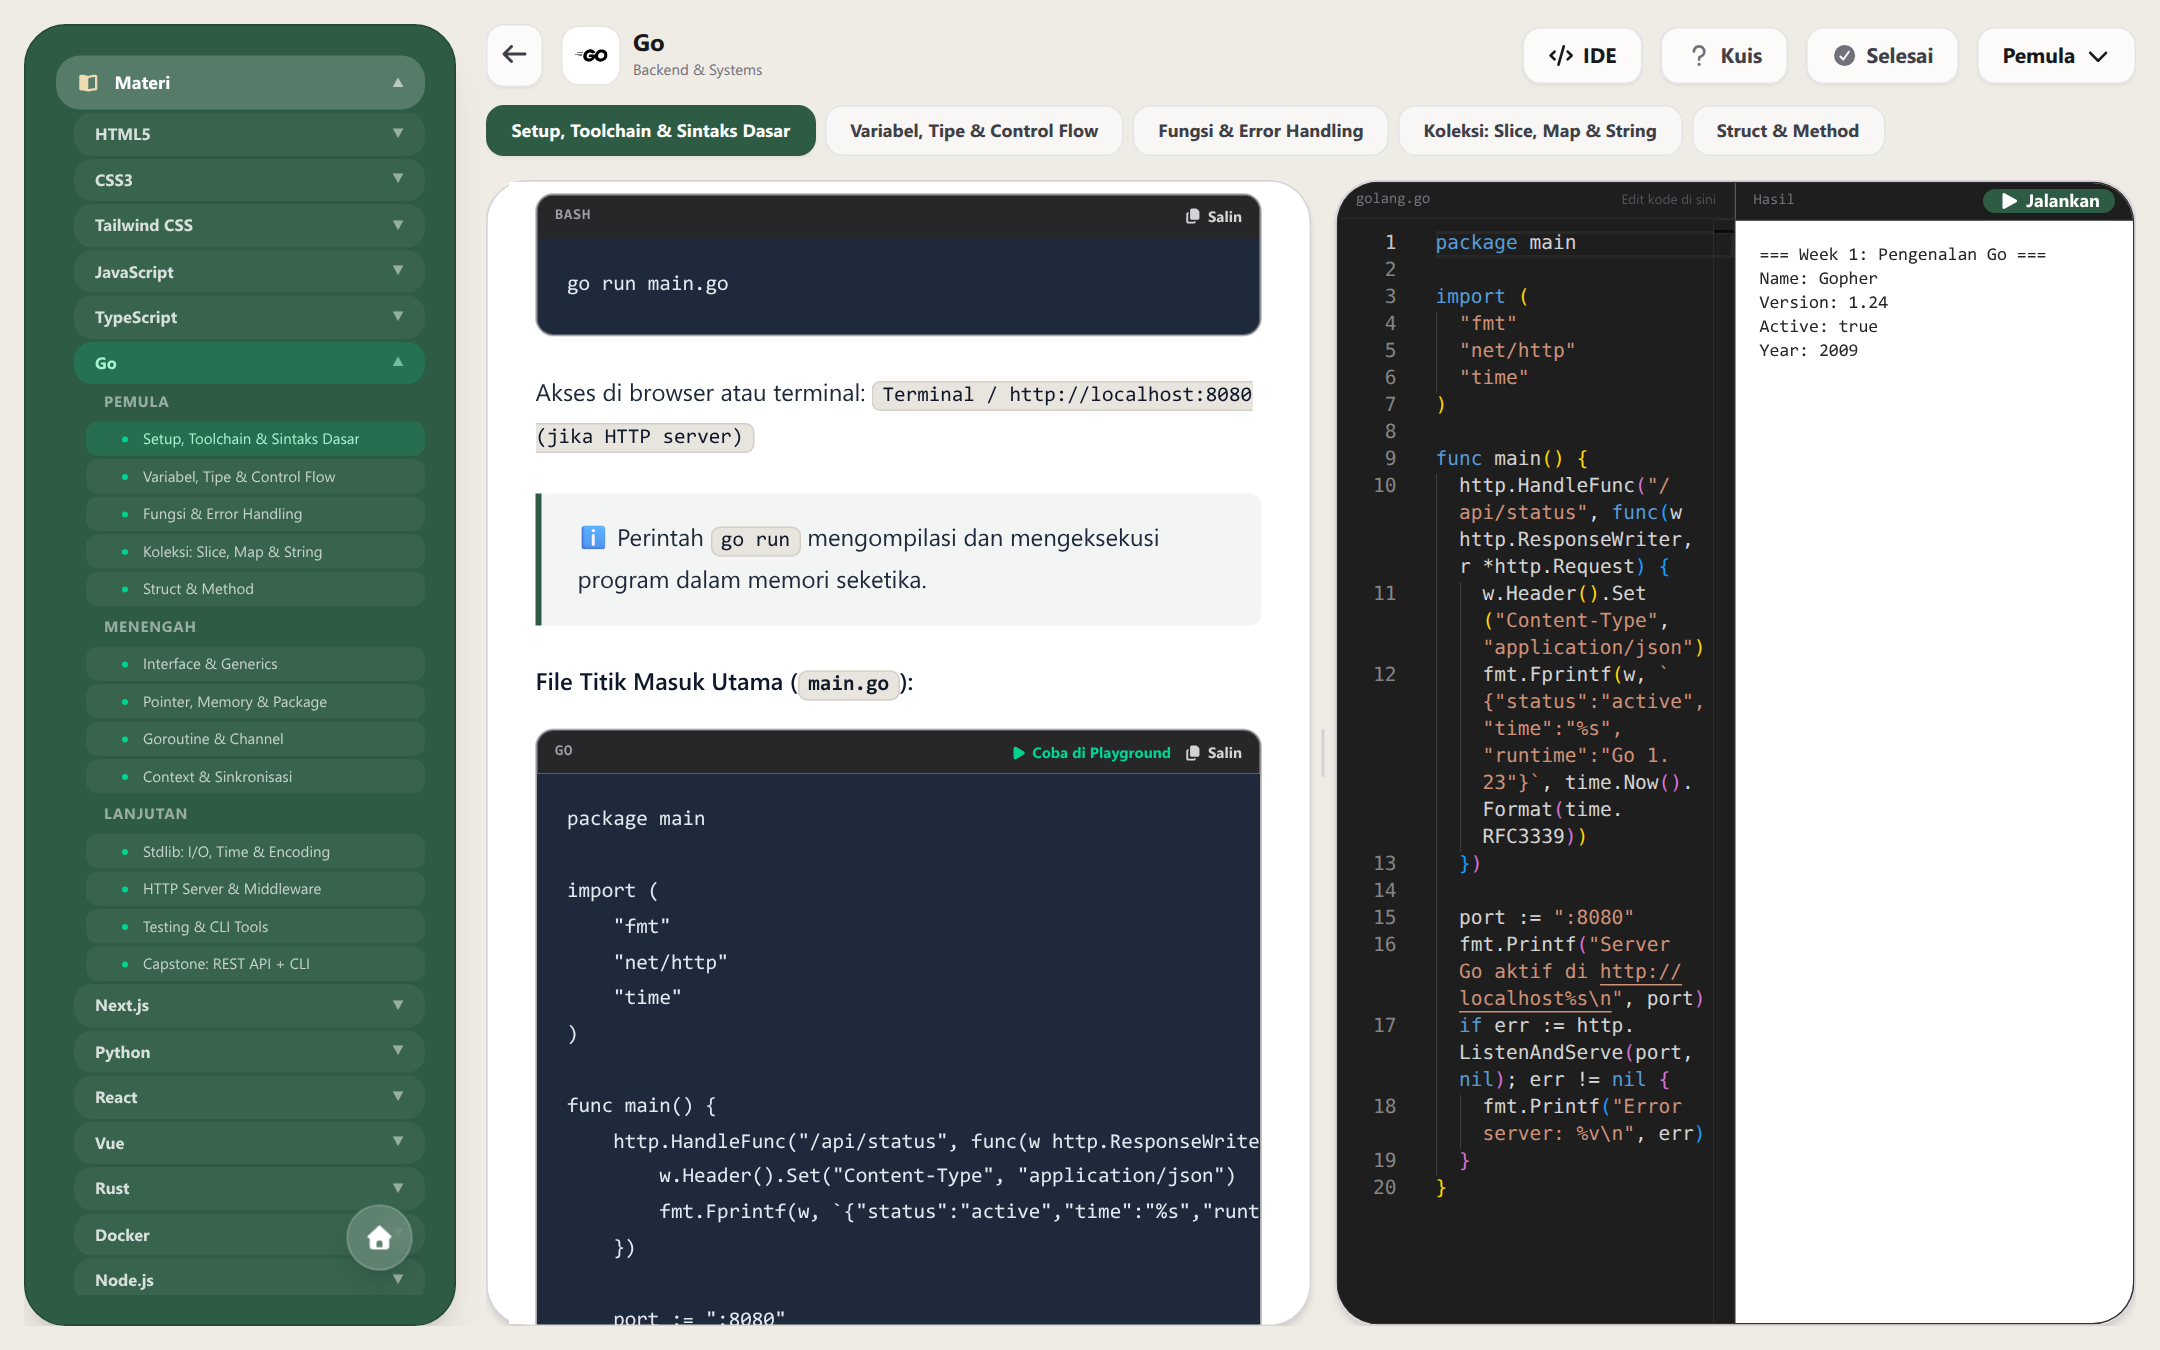 Materi
HTML5
CSS3
Tailwind CSS
JavaScript
TypeScript
Go
PEMULA
Setup, Toolchain & Sintaks Dasar
Variabel, Tipe & Control Flow
Fungsi & Error Handling
Koleksi: Slice, Map & String
Struct & Method
MENENGAH
Interface & Generics
Pointer, Memory & Package
Goroutine & Channel
Context & Sinkronisasi
LANJUTAN
Stdlib: I/O, Time & Encoding
HTTP Server & Middleware
Testing & CLI Tools
Capstone: REST API + CLI
Next.js
Python
React
Vue
Rust
Docker
Node.js
GO
Go
Backend & Systems
</> IDE
? Kuis
Selesai
Pemula
Setup, Toolchain & Sintaks Dasar
Variabel, Tipe & Control Flow
Fungsi & Error Handling
Koleksi: Slice, Map & String
Struct & Method
BASH
Salin
go run main.go
Akses di browser atau terminal: Terminal / http://localhost:8080
(jika HTTP server)
ℹ️ Perintah go run mengompilasi dan mengeksekusi
program dalam memori seketika.
File Titik Masuk Utama (main.go):
GO
Coba di Playground
Salin
package main
import (
"fmt"
"net/http"
"time"
)
func main() {
http.HandleFunc("/api/status", func(w http.ResponseWrite
w.Header().Set("Content-Type", "application/json")
fmt.Fprintf(w, `{"status":"active","time":"%s","runt
})
port := ":8080"
golang.go
Edit kode di sini
1 package main
2
3 import (
4 "fmt"
5 "net/http"
6 "time"
7 )
8
9 func main() {
10 http.HandleFunc("/
api/status", func(w
http.ResponseWriter,
r *http.Request) {
11 w.Header().Set
("Content-Type",
"application/json")
12 fmt.Fprintf(w, `
{"status":"active",
"time":"%s",
"runtime":"Go 1.
23"}`, time.Now().
Format(time.
RFC3339))
13 })
14
15 port := ":8080"
16 fmt.Printf("Server
Go aktif di http://
localhost%s\n", port)
17 if err := http.
ListenAndServe(port,
nil); err != nil {
18 fmt.Printf("Error
server: %v\n", err)
19 }
20 }
Hasil
Jalankan
=== Week 1: Pengenalan Go ===
Name: Gopher
Version: 1.24
Active: true
Year: 2009